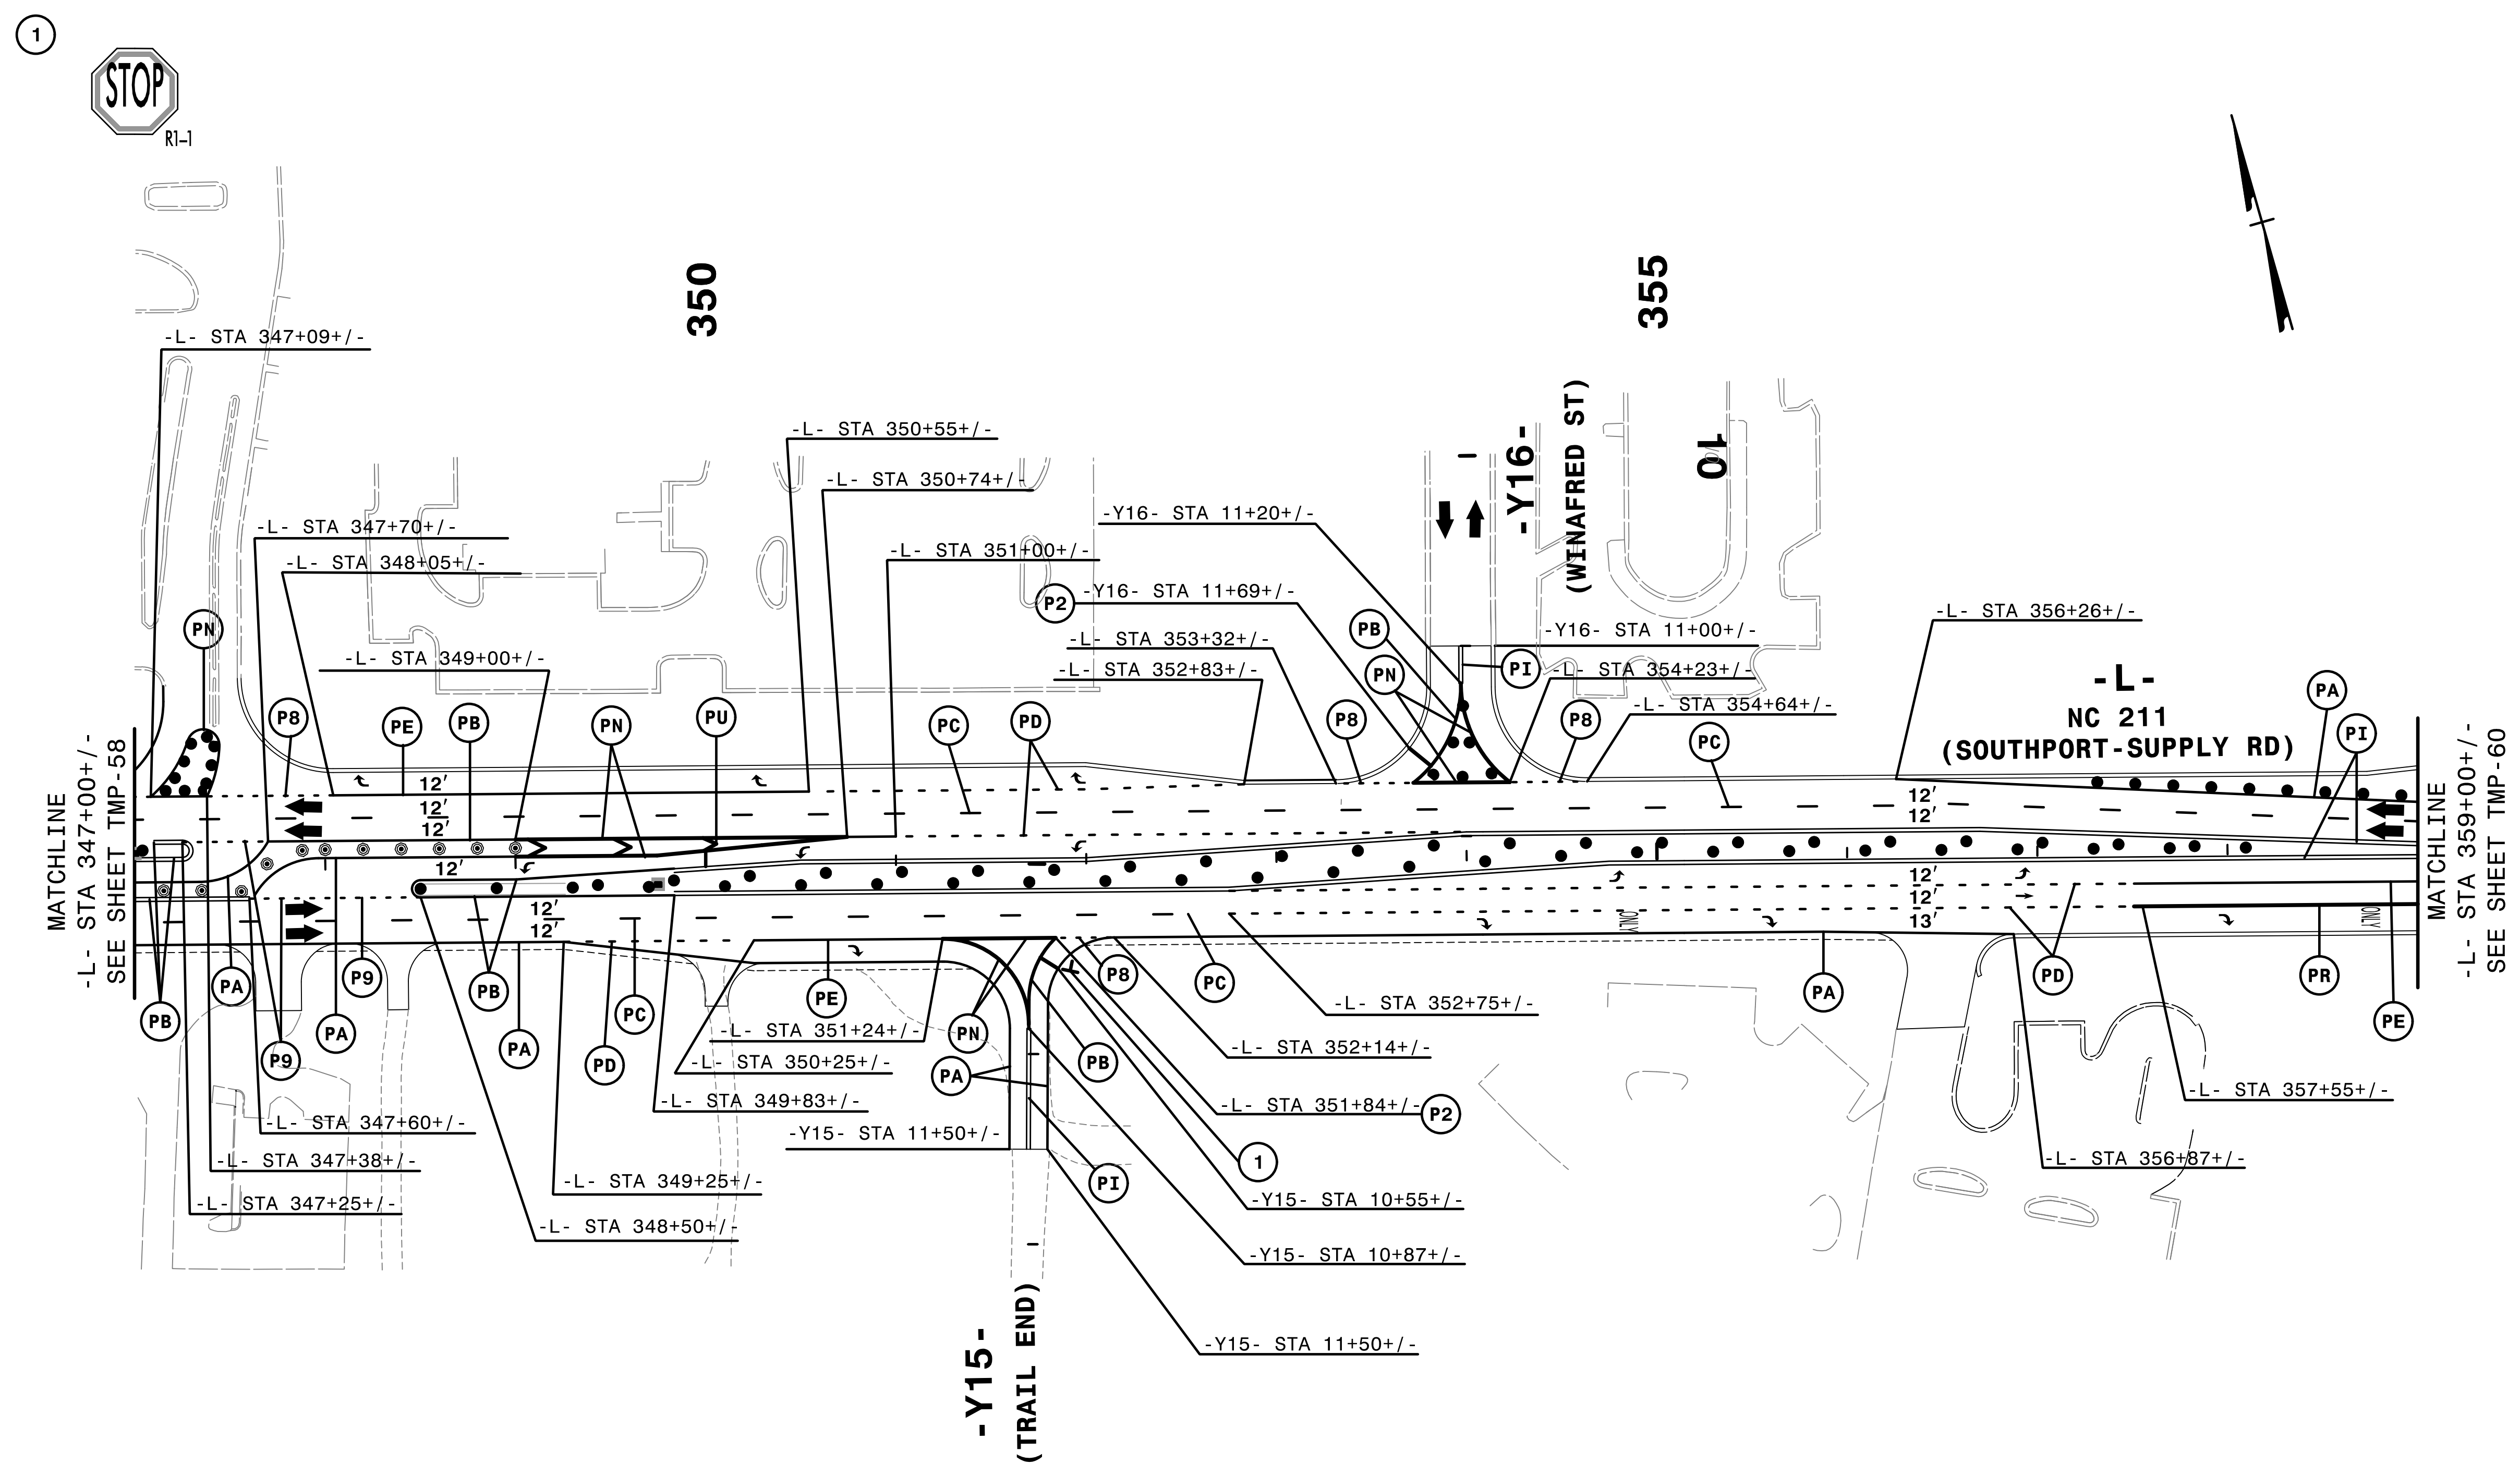 1
STOP
R1-1
350
355
-L- STA 347+09+/-
-L- STA 350+55+/-
-L- STA 350+74+/-
-L- STA 347+70+/-
-L- STA 348+05+/-
-L- STA 351+00+/-
-L- STA 349+00+/-
-Y16- STA 11+20+/-
P2
-Y16- STA 11+69+/-
-L- STA 353+32+/-
-L- STA 352+83+/-
-Y16-
(WINAFRED ST)
10
-Y16- STA 11+00+/-
-L- STA 354+23+/-
-L- STA 354+64+/-
-L- STA 356+26+/-
-L-
NC 211
(SOUTHPORT-SUPPLY RD)
PN
P8
PE
PB
PN
PU
PC
PD
PB
PN
PI
P8
P8
PC
PA
PI
MATCHLINE
-L- STA 347+00+/-
SEE SHEET TMP-58
MATCHLINE
-L- STA 359+00+/-
SEE SHEET TMP-60
12'
12'
12'
12'
12'
12'
12'
12'
12'
12'
13'
ONLY
ONLY
PB
PA
P9
P9
PA
PB
PA
PD
PC
PE
PN
PA
PB
P8
PC
PA
PD
PR
PE
-L- STA 352+75+/-
-L- STA 351+24+/-
-L- STA 352+14+/-
-L- STA 350+25+/-
-L- STA 349+83+/-
-L- STA 351+84+/-
P2
-L- STA 357+55+/-
-L- STA 347+60+/-
-Y15- STA 11+50+/-
1
-L- STA 347+38+/-
-L- STA 356+87+/-
-L- STA 349+25+/-
PI
-L- STA 347+25+/-
-Y15- STA 10+55+/-
-L- STA 348+50+/-
-Y15- STA 10+87+/-
-Y15- STA 11+50+/-
-Y15-
(TRAIL END)